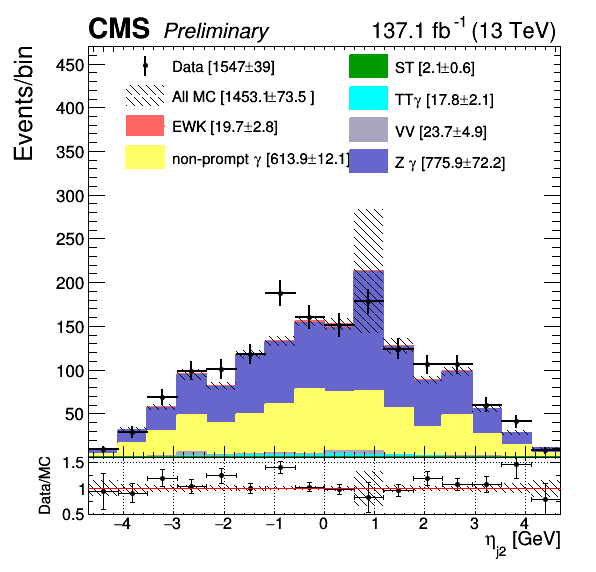 CMS Preliminary 137.1 fb⁻¹ (13 TeV)
Events/bin
450
400
350
300
250
200
150
100
50
Data [1547±39]
All MC [1453.1±73.5 ]
EWK [19.7±2.8]
non-prompt γ [613.9±12.1]
ST [2.1±0.6]
TTγ [17.8±2.1]
VV [23.7±4.9]
Z γ [775.9±72.2]
Data/MC
1.5
1
0.5
−4 −3 −2 −1 0 1 2 3 4
η_{j2} [GeV]